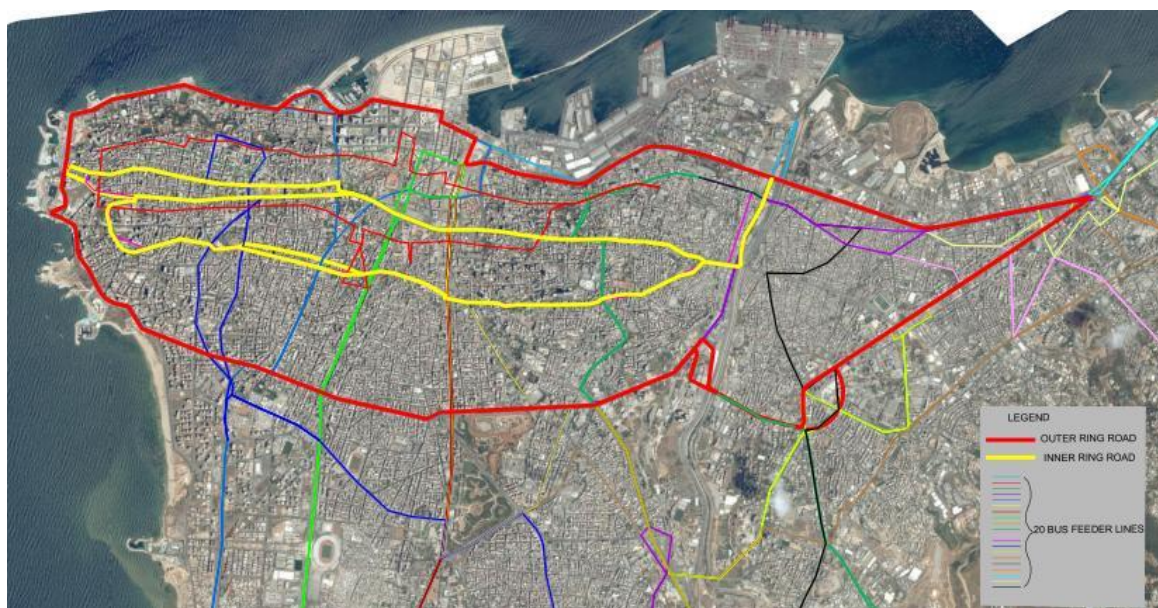 LEGEND
OUTER RING ROAD
INNER RING ROAD
20 BUS FEEDER LINES